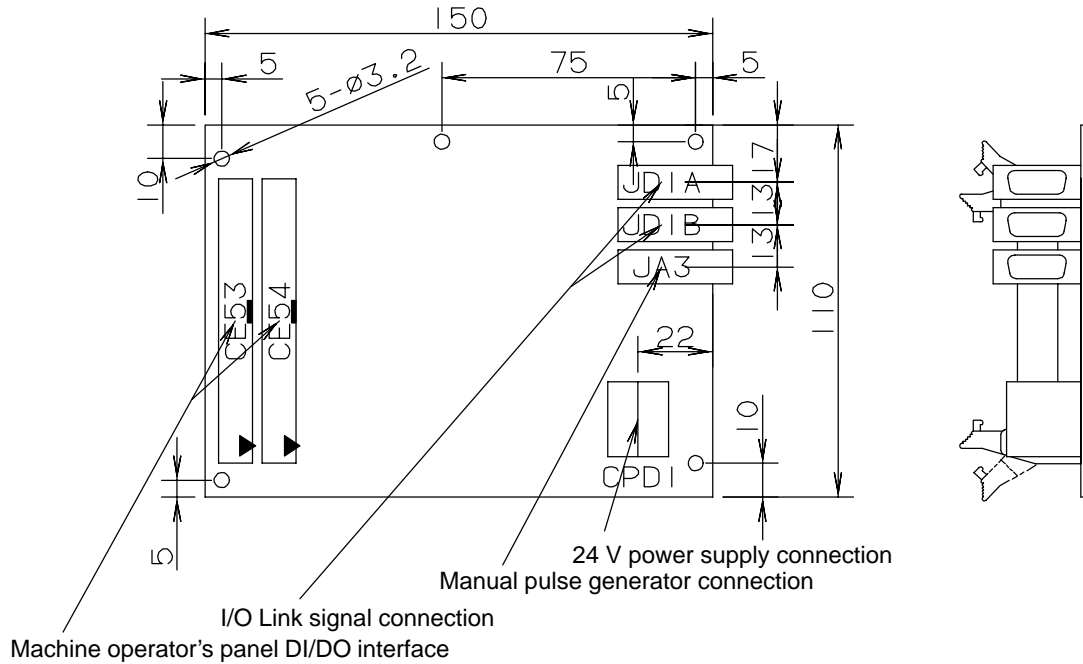 150
5
75
5
5-ø3.2
5
10
17
JD1A
13
JD1B
13
JA3
CE53
CE54
110
22
10
CPD1
5
24 V power supply connection
Manual pulse generator connection
I/O Link signal connection
Machine operator's panel DI/DO interface